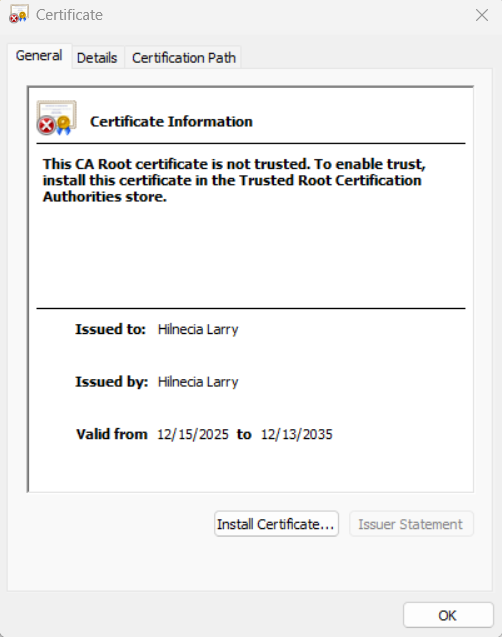 Certificate
General
Details
Certification Path
Certificate Information
This CA Root certificate is not trusted. To enable trust,
install this certificate in the Trusted Root Certification
Authorities store.
Issued to: Hilnecia Larry
Issued by: Hilnecia Larry
Valid from 12/15/2025 to 12/13/2035
Install Certificate...
Issuer Statement
OK